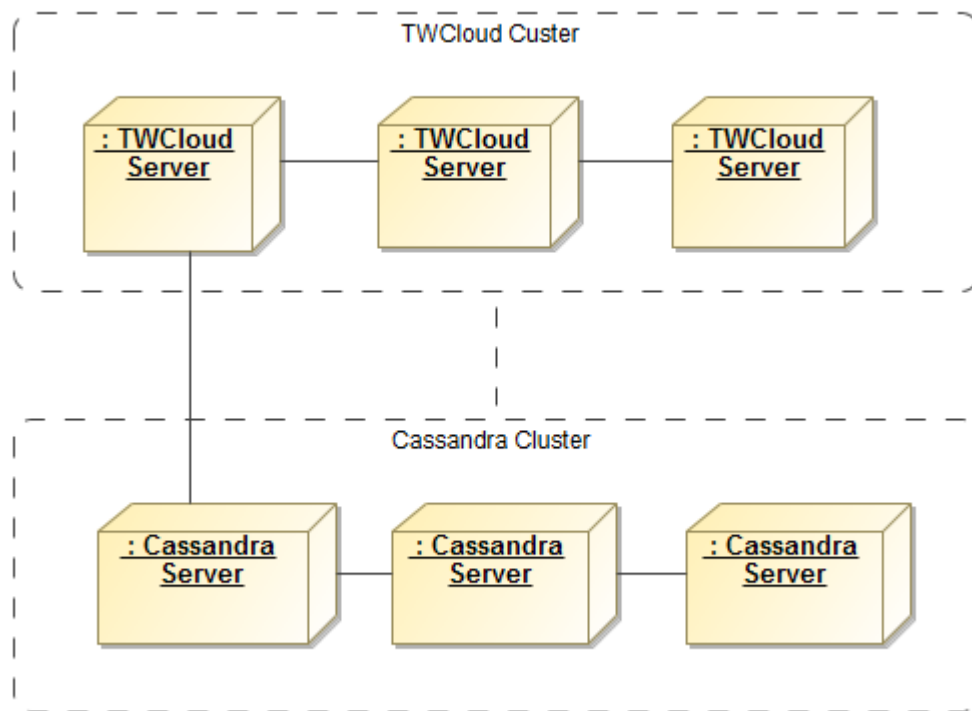 TWCloud Custer
: TWCloud
Server
: TWCloud
Server
: TWCloud
Server
Cassandra Cluster
: Cassandra
Server
: Cassandra
Server
: Cassandra
Server